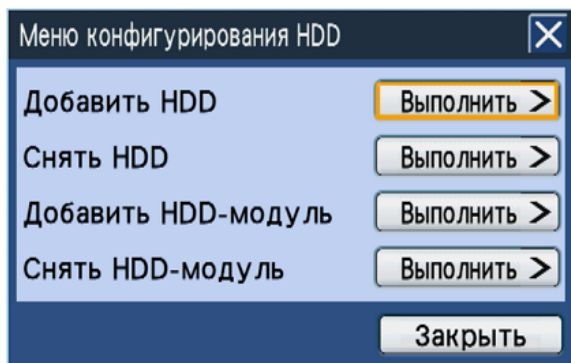 Меню конфигурирования HDD
Добавить HDD Выполнить >
Снять HDD Выполнить >
Добавить HDD-модуль Выполнить >
Снять HDD-модуль Выполнить >
Закрыть